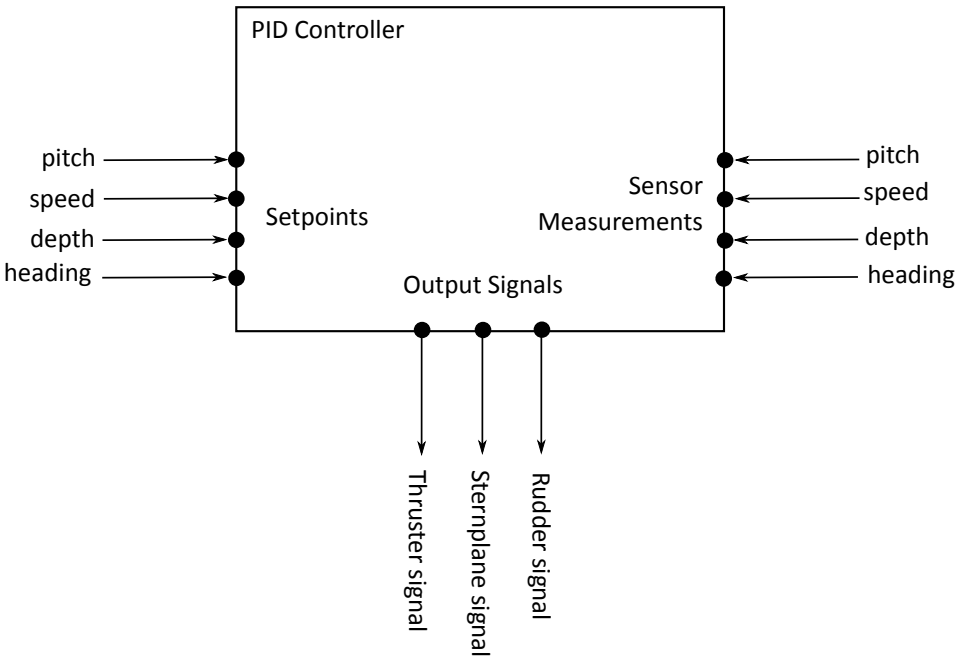 PID Controller
pitch
speed
depth
heading
Setpoints
Sensor
Measurements
pitch
speed
depth
heading
Output Signals
Thruster signal
Sternplane signal
Rudder signal